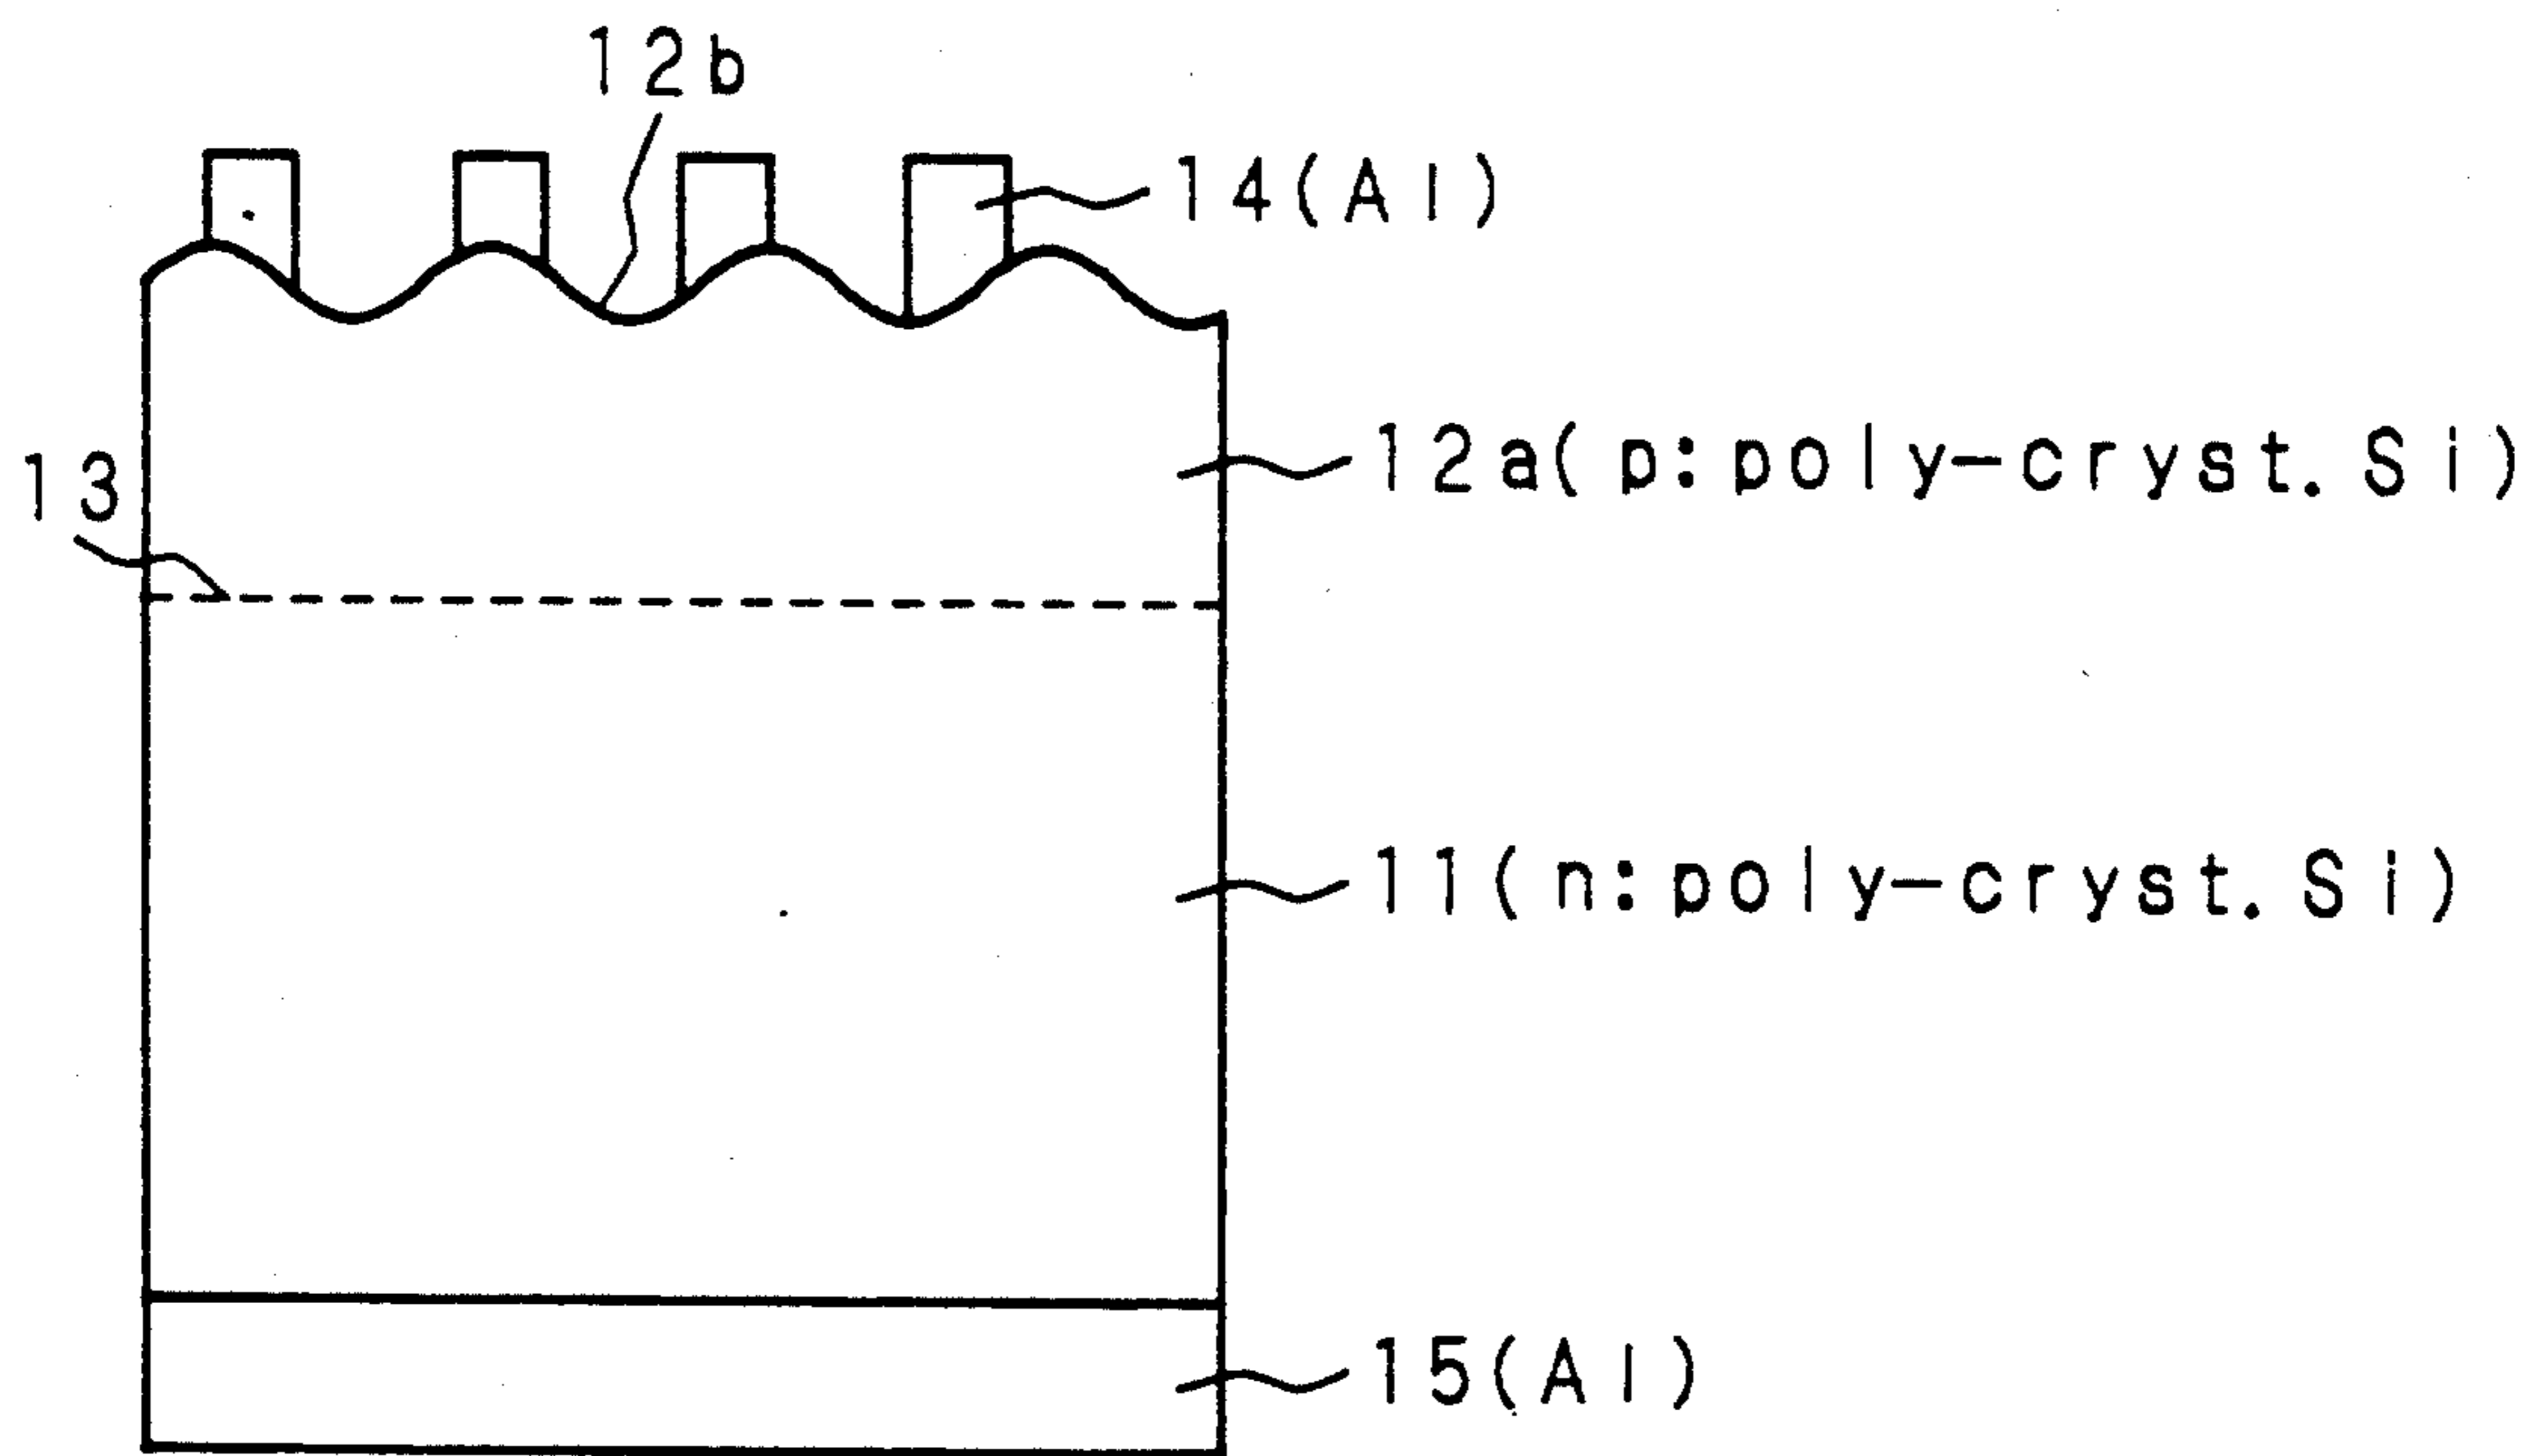 12b
14(Al)
12a(p:poly-cryst.Si)
13
11(n:poly-cryst.Si)
15(Al)